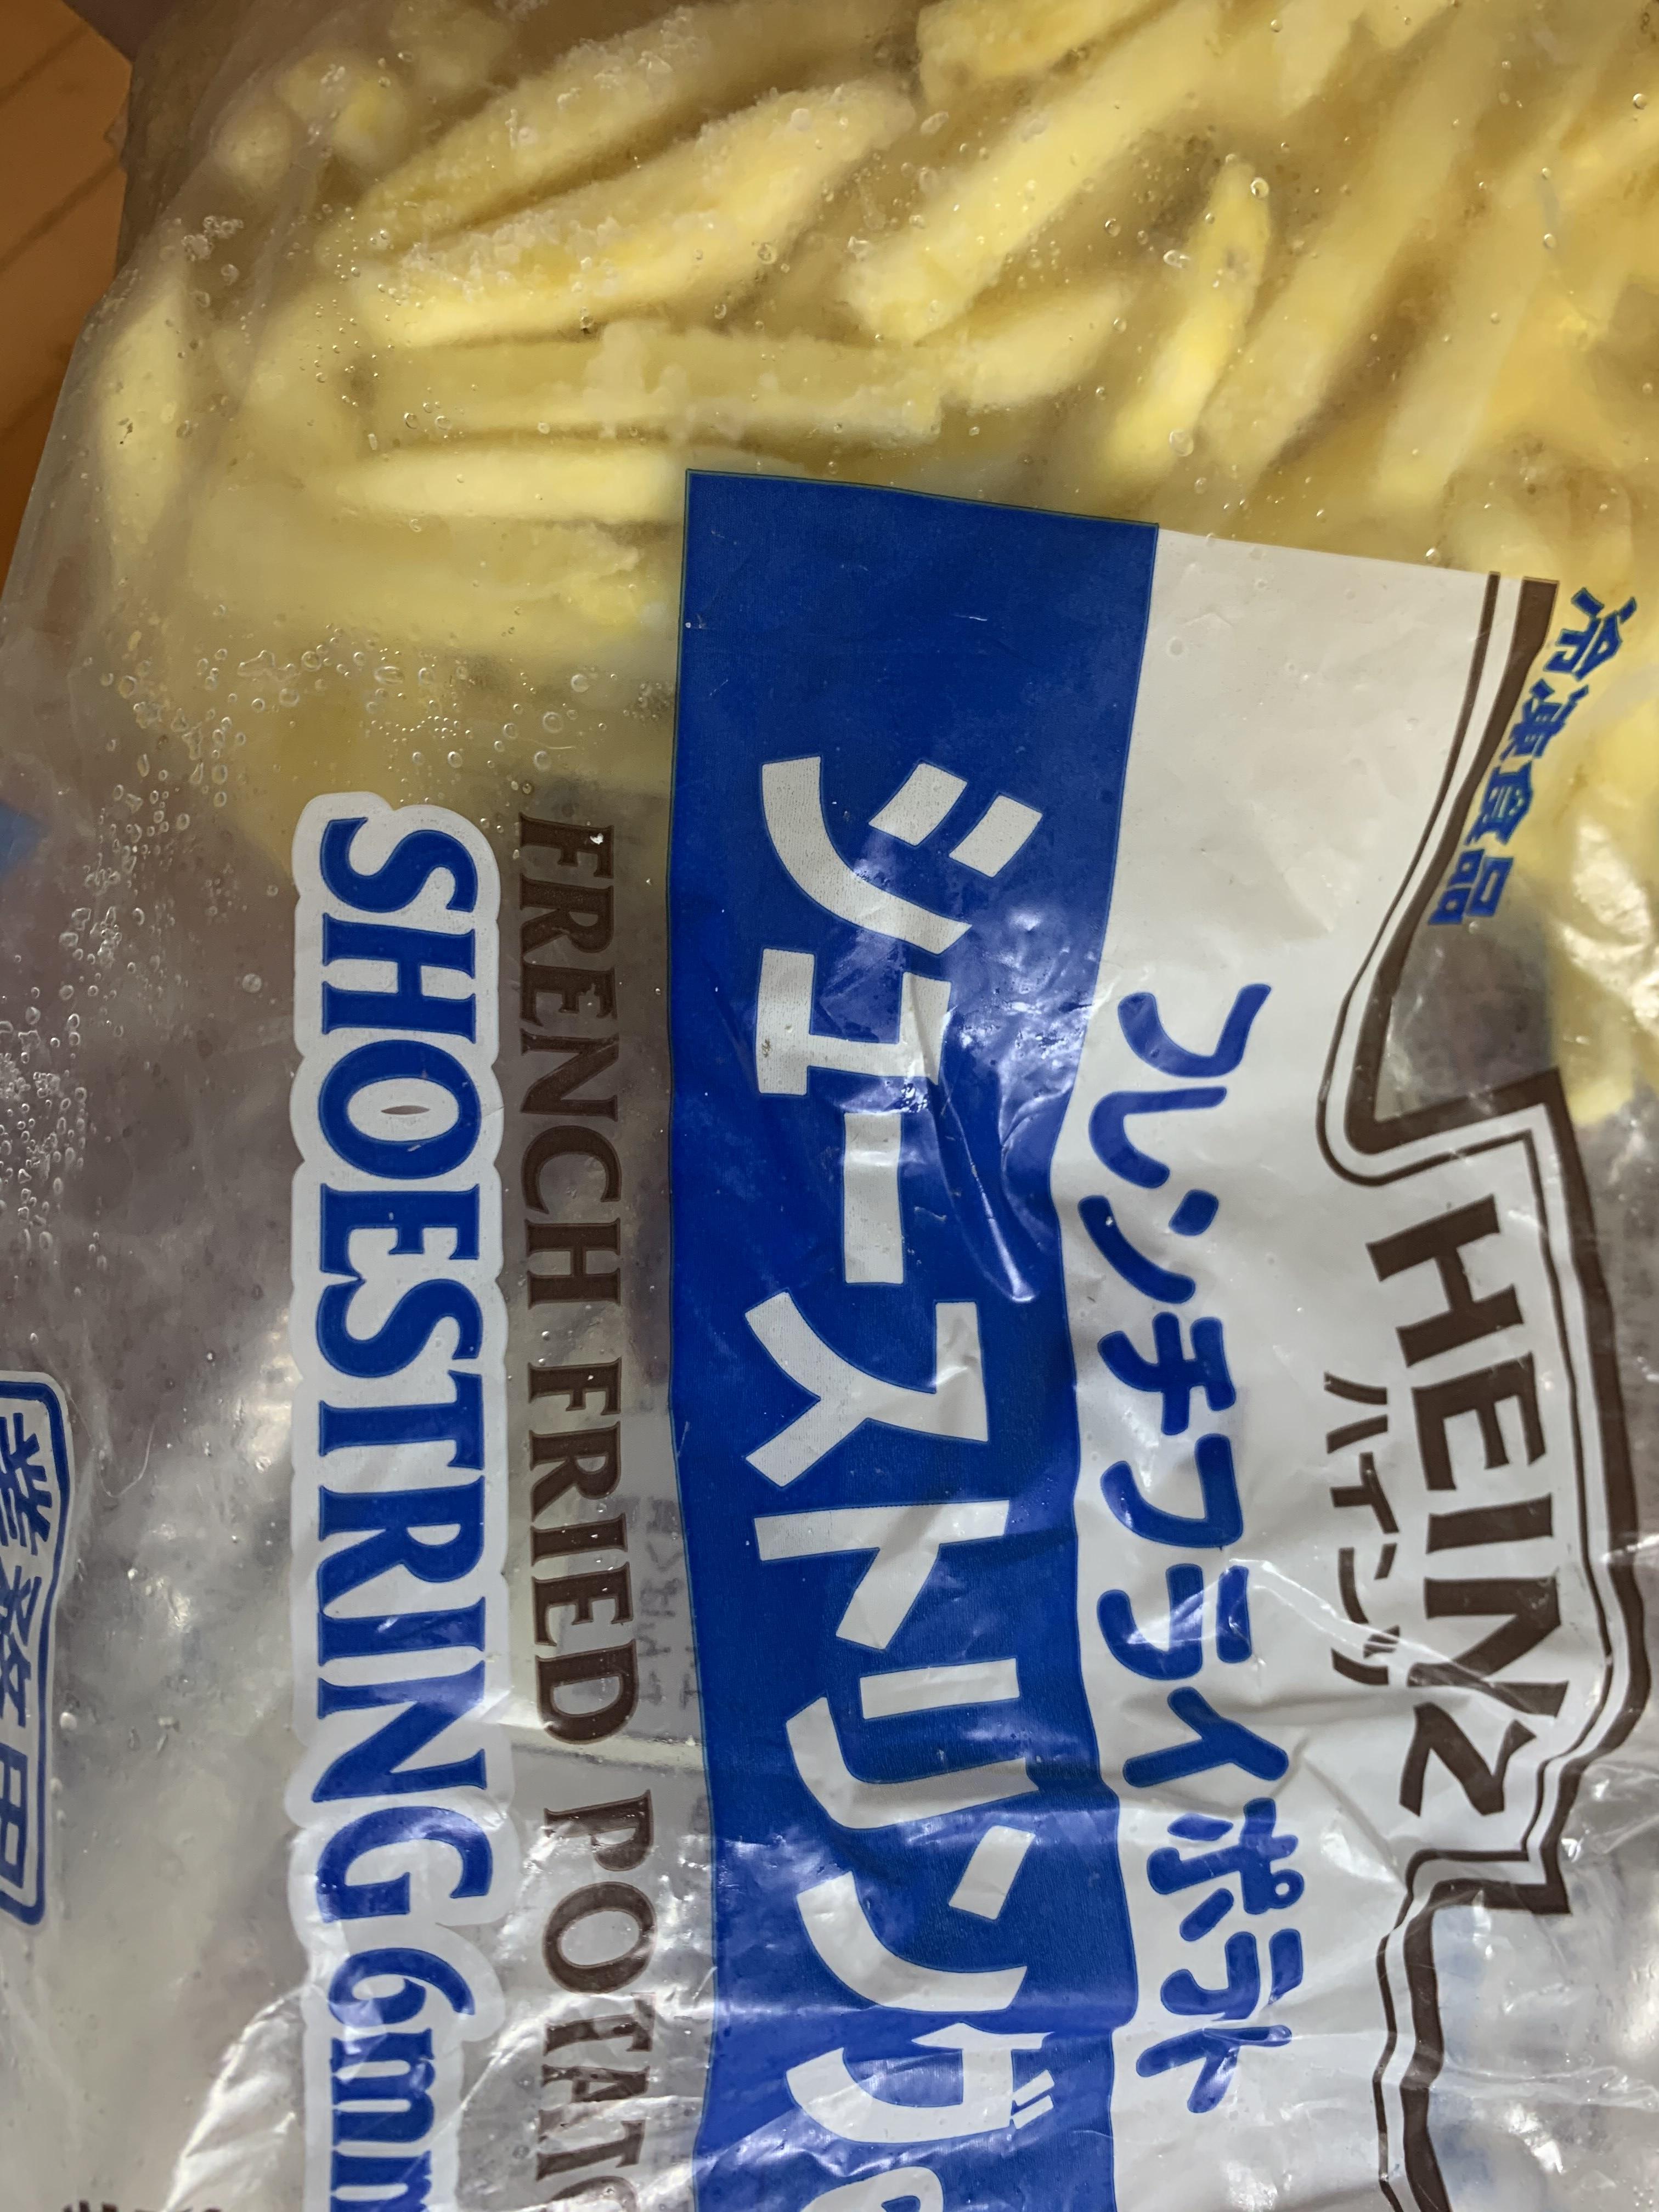 冷凍食品
HEINZ
ハインツ
フレンチフライポテト
シューストリング
FRENCH FRIED POTATO
SHOESTRING 6mm
業務用